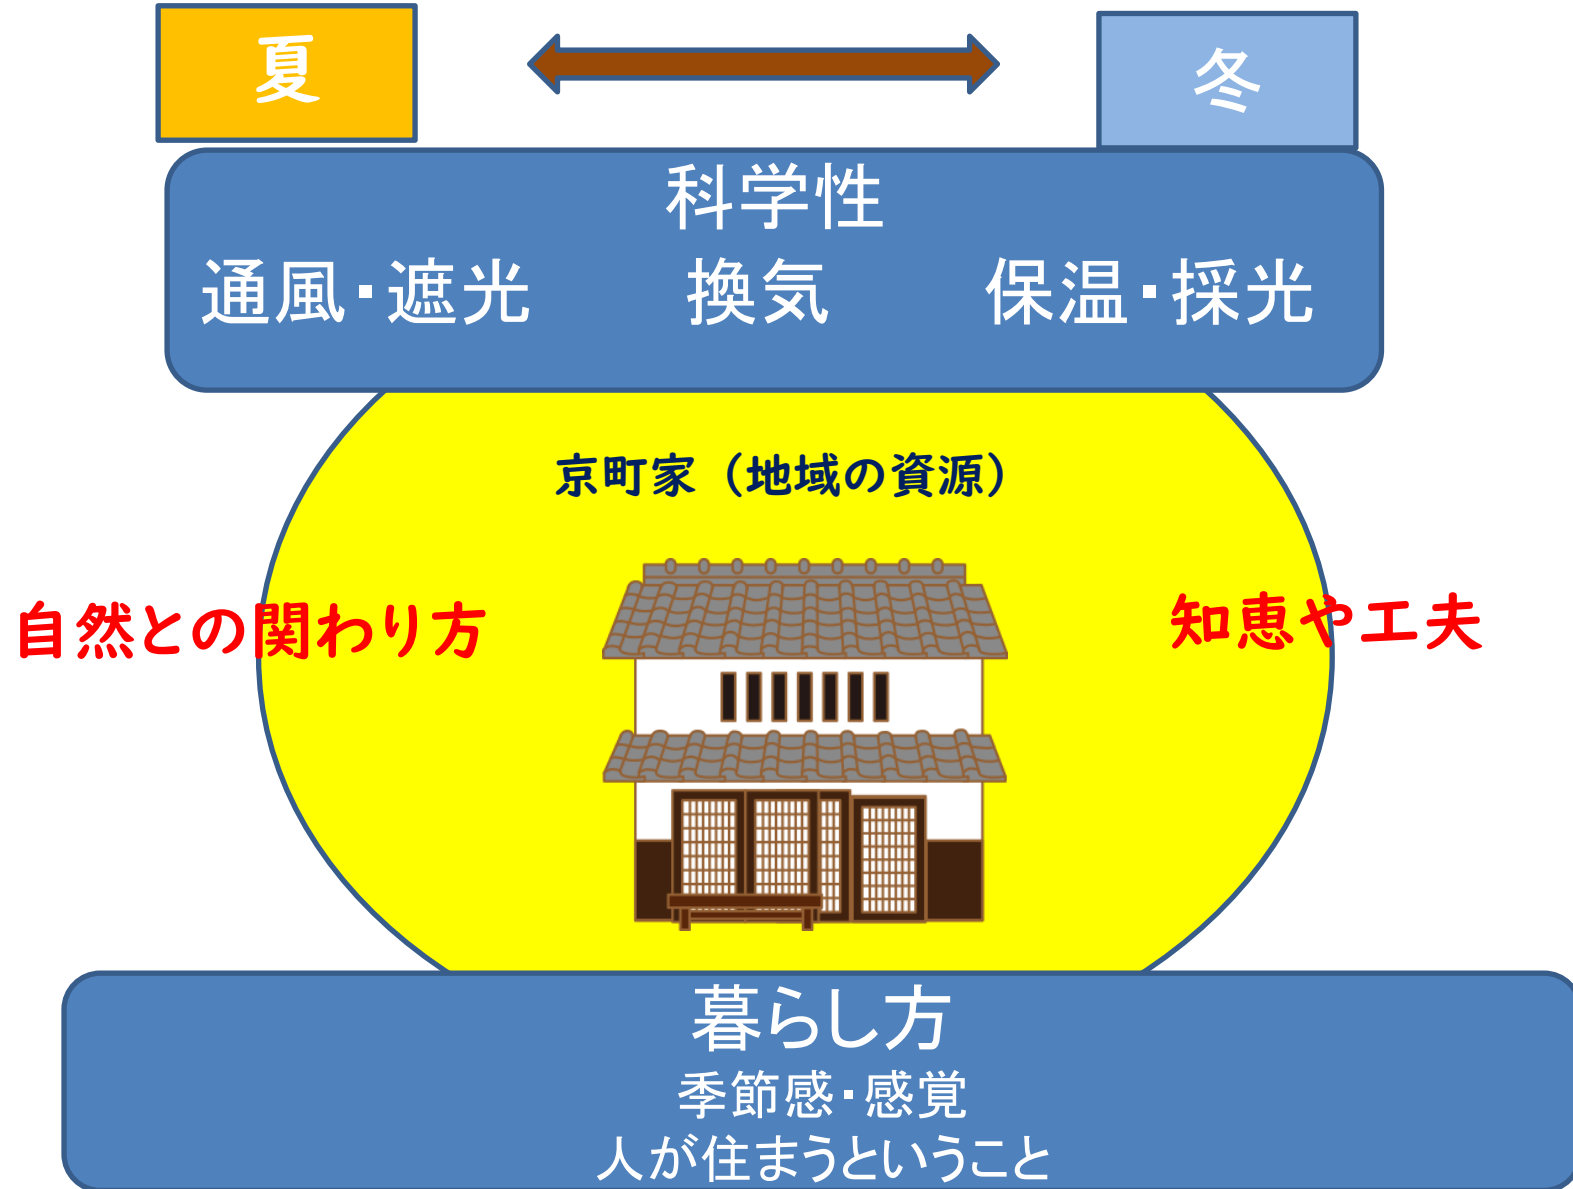 夏
冬
科学性
通風・遮光　換気　保温・採光
京町家（地域の資源）
自然との関わり方
知恵や工夫
暮らし方
季節感・感覚
人が住まうということ